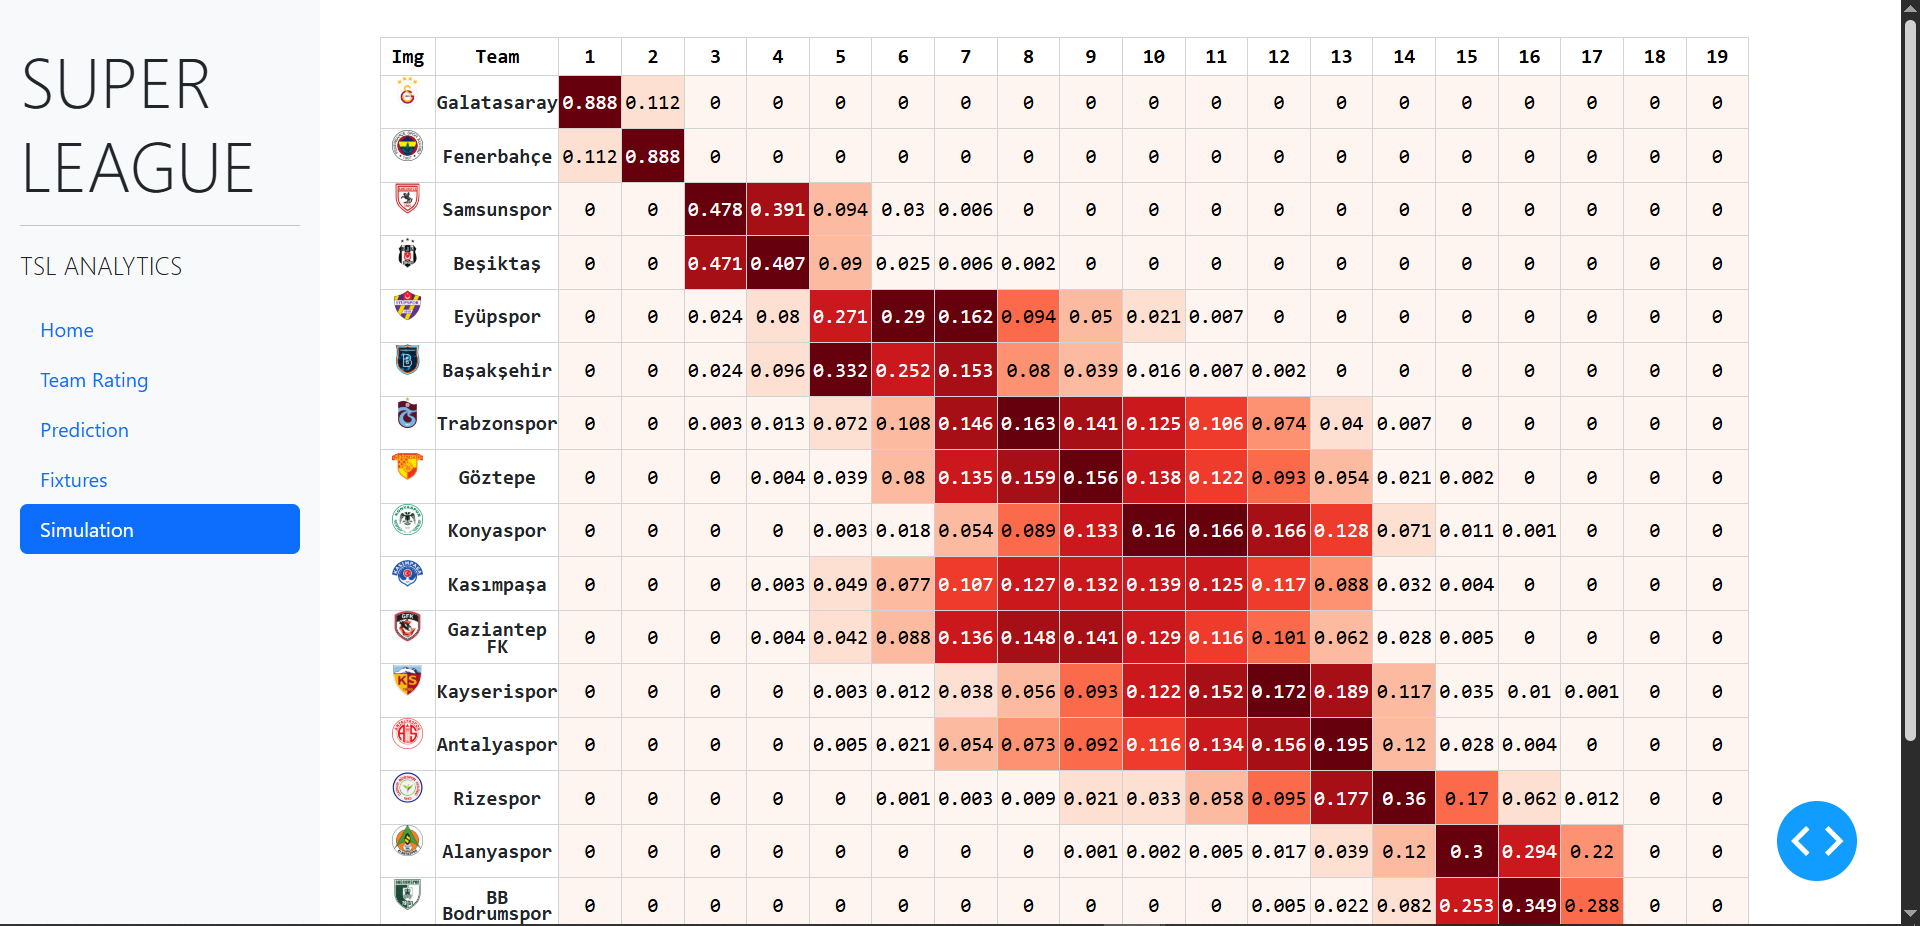 SUPER
LEAGUE
TSL ANALYTICS
Home
Team Rating
Prediction
Fixtures
Simulation
Img Team 1 2 3 4 5 6 7 8 9 10 11 12 13 14 15 16 17 18 19
Galatasaray 0.888 0.112 0 0 0 0 0 0 0 0 0 0 0 0 0 0 0 0 0
Fenerbahçe 0.112 0.888 0 0 0 0 0 0 0 0 0 0 0 0 0 0 0 0 0
Samsunspor 0 0 0.478 0.391 0.094 0.03 0.006 0 0 0 0 0 0 0 0 0 0 0 0
Beşiktaş 0 0 0.471 0.407 0.09 0.025 0.006 0.002 0 0 0 0 0 0 0 0 0 0 0
Eyüpspor 0 0 0.024 0.08 0.271 0.29 0.162 0.094 0.05 0.021 0.007 0 0 0 0 0 0 0 0
Başakşehir 0 0 0.024 0.096 0.332 0.252 0.153 0.08 0.039 0.016 0.007 0.002 0 0 0 0 0 0 0
Trabzonspor 0 0 0.003 0.013 0.072 0.108 0.146 0.163 0.141 0.125 0.106 0.074 0.04 0.007 0 0 0 0 0
Göztepe 0 0 0 0.004 0.039 0.08 0.135 0.159 0.156 0.138 0.122 0.093 0.054 0.021 0.002 0 0 0 0
Konyaspor 0 0 0 0 0.003 0.018 0.054 0.089 0.133 0.16 0.166 0.166 0.128 0.071 0.011 0.001 0 0 0
Kasımpaşa 0 0 0 0.003 0.049 0.077 0.107 0.127 0.132 0.139 0.125 0.117 0.088 0.032 0.004 0 0 0 0
Gaziantep
FK 0 0 0 0.004 0.042 0.088 0.136 0.148 0.141 0.129 0.116 0.101 0.062 0.028 0.005 0 0 0 0
Kayserispor 0 0 0 0 0.003 0.012 0.038 0.056 0.093 0.122 0.152 0.172 0.189 0.117 0.035 0.01 0.001 0 0
Antalyaspor 0 0 0 0 0.005 0.021 0.054 0.073 0.092 0.116 0.134 0.156 0.195 0.12 0.028 0.004 0 0 0
Rizespor 0 0 0 0 0 0.001 0.003 0.009 0.021 0.033 0.058 0.095 0.177 0.36 0.17 0.062 0.012 0 0
Alanyaspor 0 0 0 0 0 0 0 0 0.001 0.002 0.005 0.017 0.039 0.12 0.3 0.294 0.22 0 0
BB
Bodrumspor 0 0 0 0 0 0 0 0 0 0 0 0.005 0.022 0.082 0.253 0.349 0.288 0 0